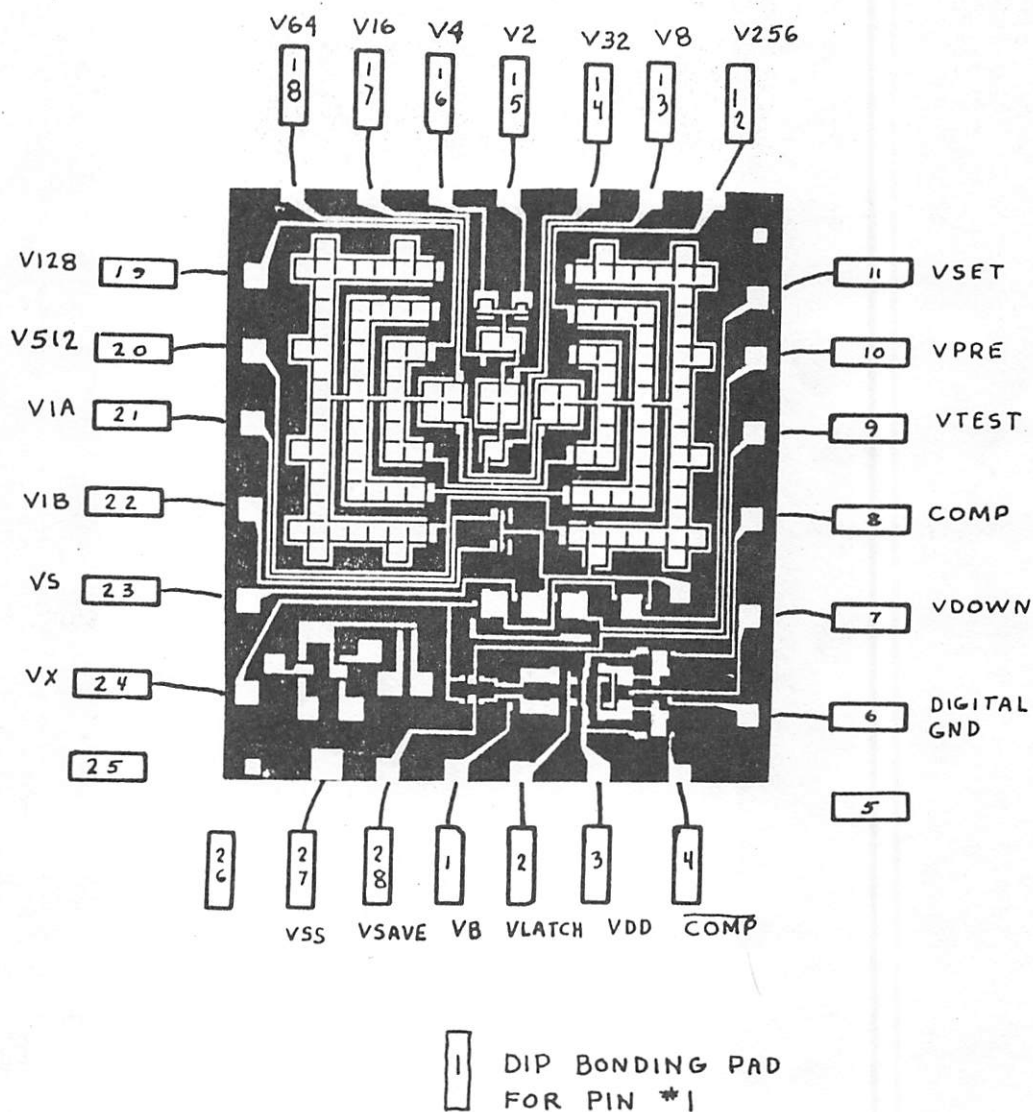 V64 V16 V4 V2 V32 V8 V256
18 17 16 15 14 13 12
V128 19 11 VSET
V512 20 10 VPRE
V1A 21 9 VTEST
V1B 22 8 COMP
VS 23 7 VDOWN
VX 24 6 DIGITAL
GND
25 5
26 27 28 1 2 3 4
VSS VSAVE VB VLATCH VDD C̅O̅M̅P̅
1 DIP BONDING PAD
FOR PIN #1